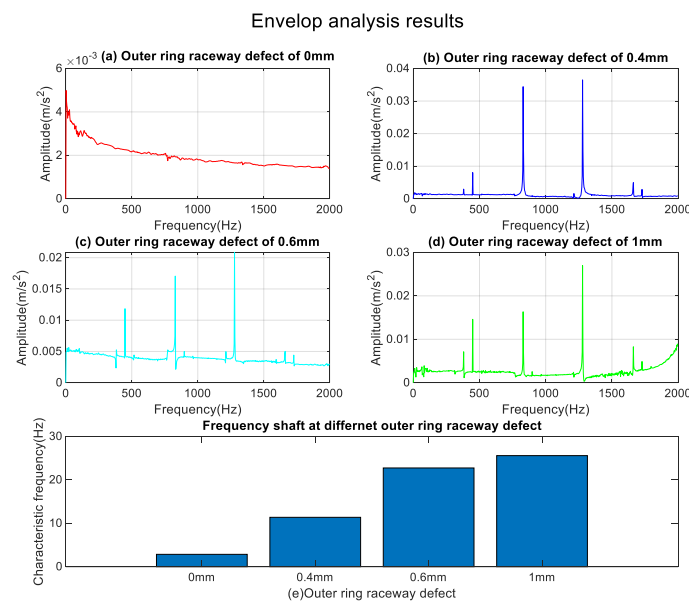 Envelop analysis results
×10-3
(a) Outer ring raceway defect of 0mm
6
4
2
0
Amplitude(m/s2)
0 500 1000 1500 2000
Frequency(Hz)
(b) Outer ring raceway defect of 0.4mm
0.04
0.03
0.02
0.01
0
Amplitude(m/s2)
0 500 1000 1500 2000
Frequency(Hz)
(c) Outer ring raceway defect of 0.6mm
0.02
0.015
0.01
0.005
0
Amplitude(m/s2)
0 500 1000 1500 2000
Frequency(Hz)
(d) Outer ring raceway defect of 1mm
0.03
0.02
0.01
0
Amplitude(m/s2)
0 500 1000 1500 2000
Frequency(Hz)
Frequency shaft at differnet outer ring raceway defect
30
20
10
0
Characteristic frequency(Hz)
0mm 0.4mm 0.6mm 1mm
(e)Outer ring raceway defect